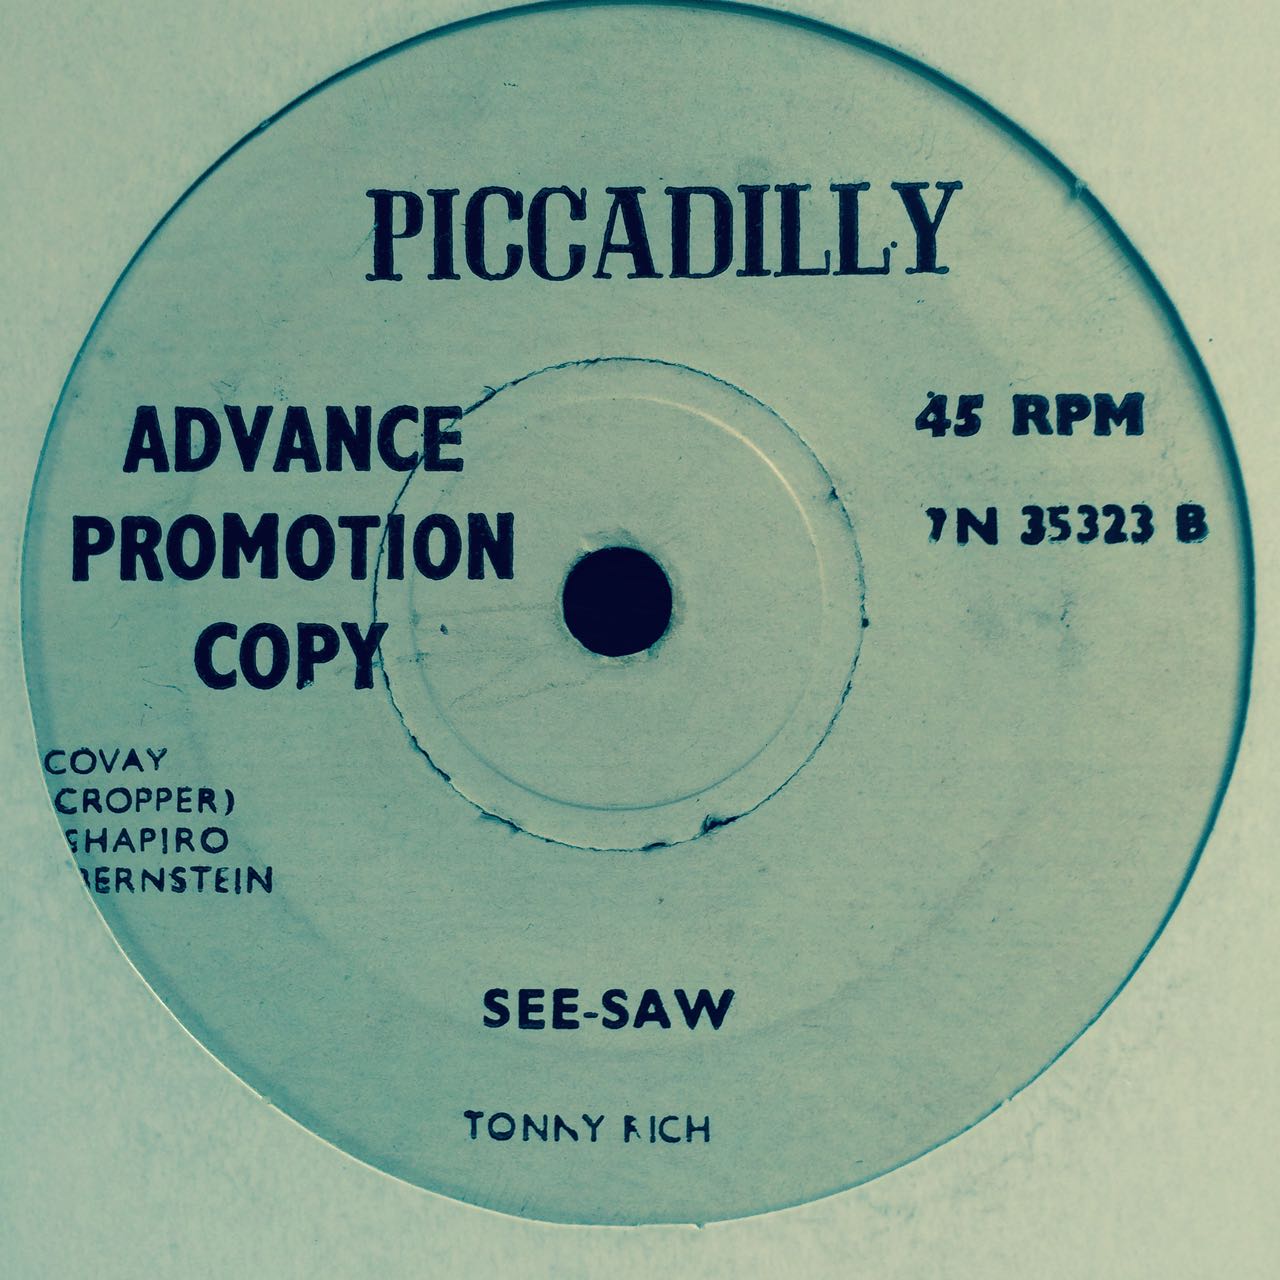 PICCADILLY
ADVANCE
PROMOTION
COPY
45 RPM
7N 35323 B
COVAY
(CROPPER)
SHAPIRO
BERNSTEIN
SEE-SAW
TONNY RICH